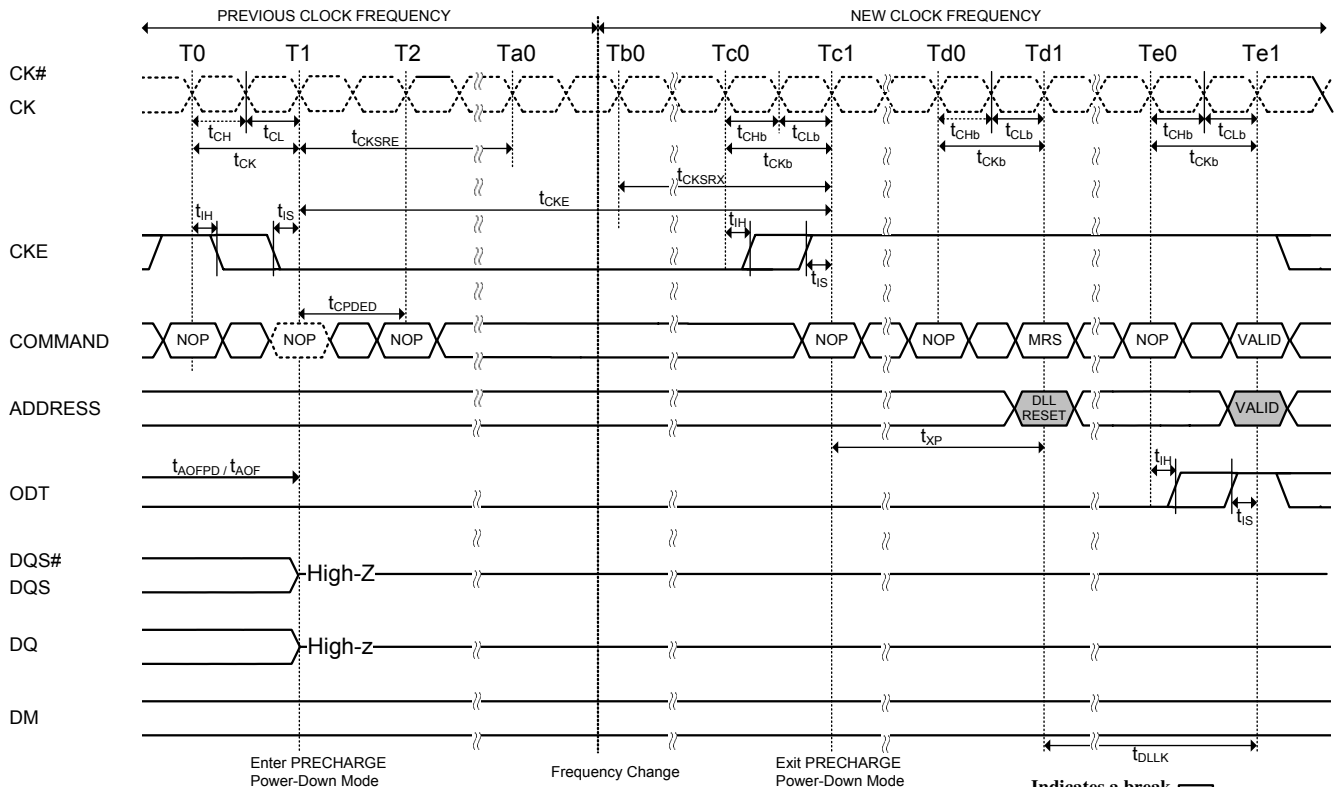 PREVIOUS CLOCK FREQUENCY NEW CLOCK FREQUENCY
T0 T1 T2 Ta0 Tb0 Tc0 Tc1 Td0 Td1 Te0 Te1
CK#
CK
tCH tCL tCHb tCLb tCHb tCLb tCHb tCLb
tCK tCKSRE tCKb tCKb tCKb
tCKSRX
tCKE
tIH tIS tIH
CKE
tIS
tCPDED
COMMAND NOP NOP NOP NOP NOP MRS NOP VALID
ADDRESS DLL RESET VALID
tXP
tAOFPD / tAOF tIH
ODT
tIS
DQS# High-Z
DQS
DQ High-z
DM
tDLLK
Enter PRECHARGE Power-Down Mode
Frequency Change
Exit PRECHARGE Power-Down Mode
Indicates a break